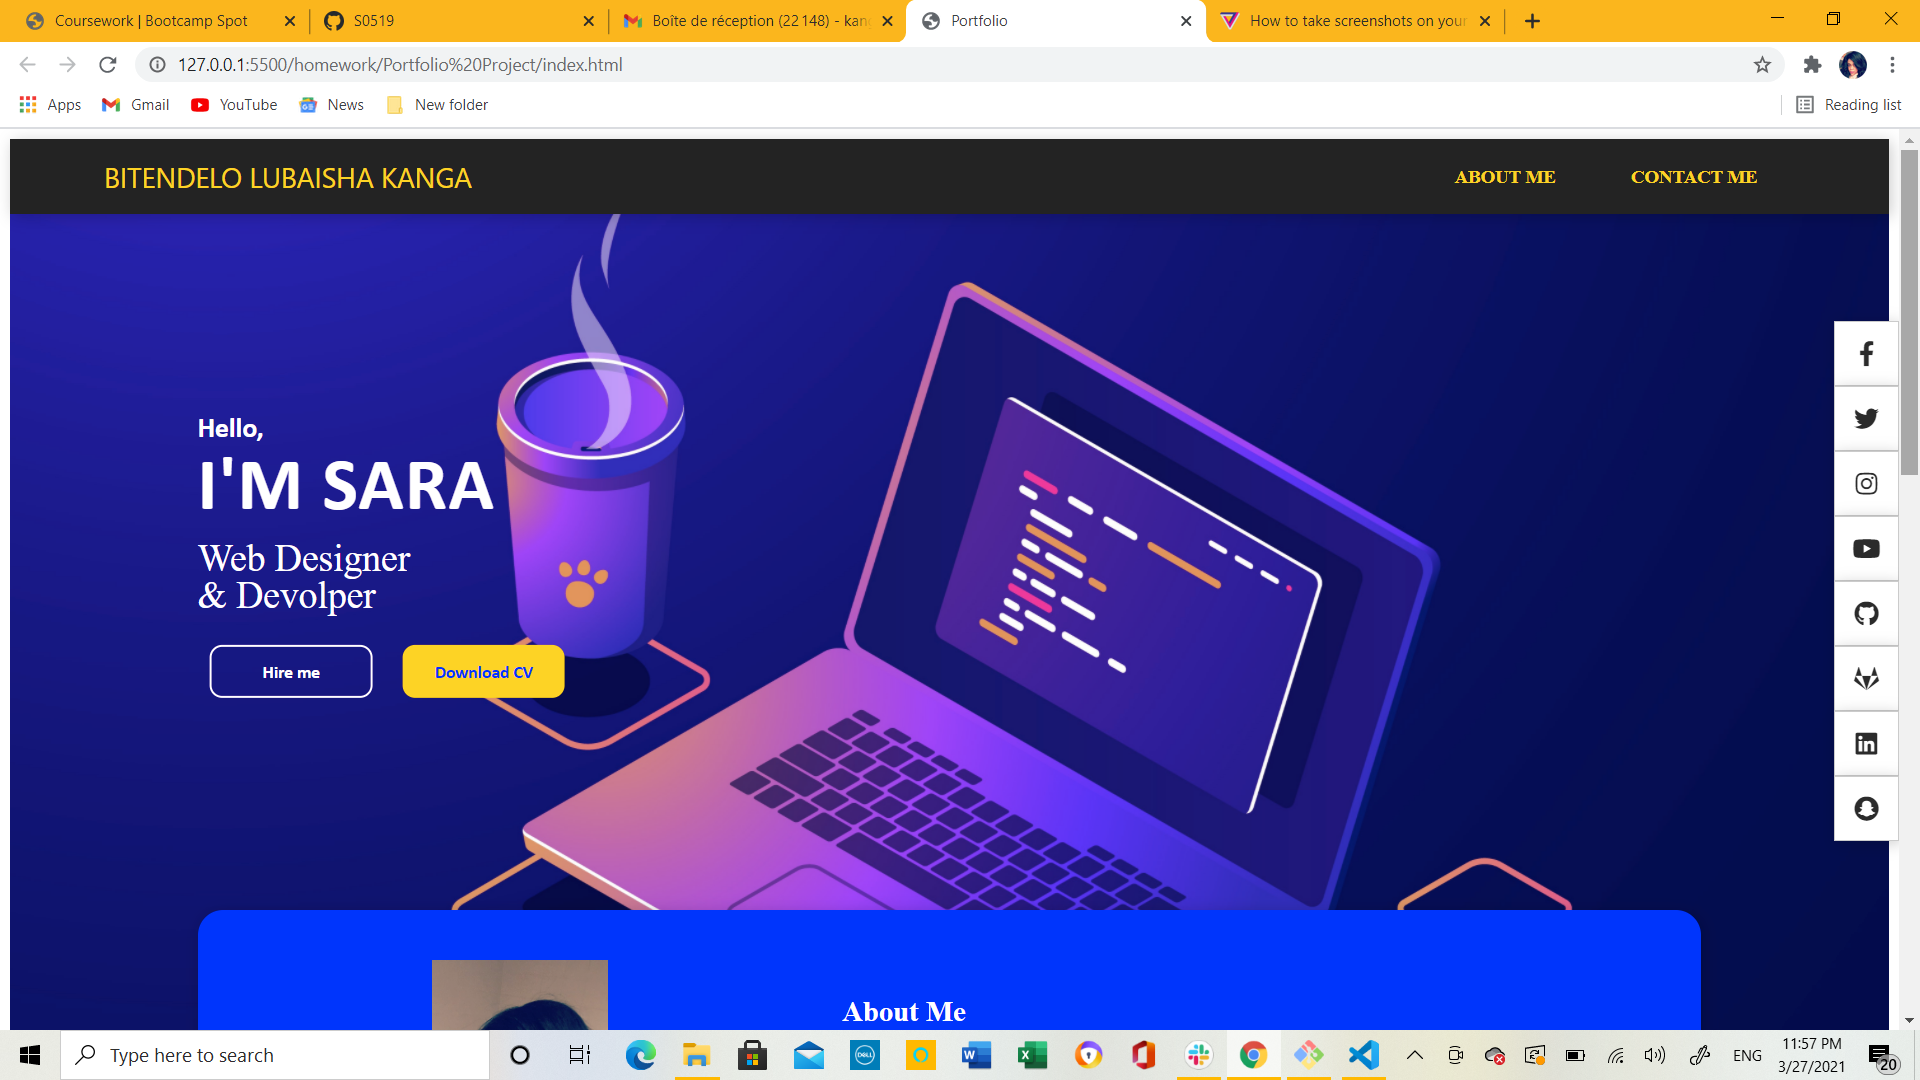 Coursework | Bootcamp Spot
S0519
Boîte de réception (22 148) - kan
Portfolio
How to take screenshots on your
127.0.0.1:5500/homework/Portfolio%20Project/index.html
Apps
Gmail
YouTube
News
New folder
Reading list
BITENDELO LUBAISHA KANGA
ABOUT ME
CONTACT ME
Hello,
I'M SARA
Web Designer
& Devolper
Hire me
Download CV
About Me
Type here to search
DELL
ENG
11:57 PM
3/27/2021
20